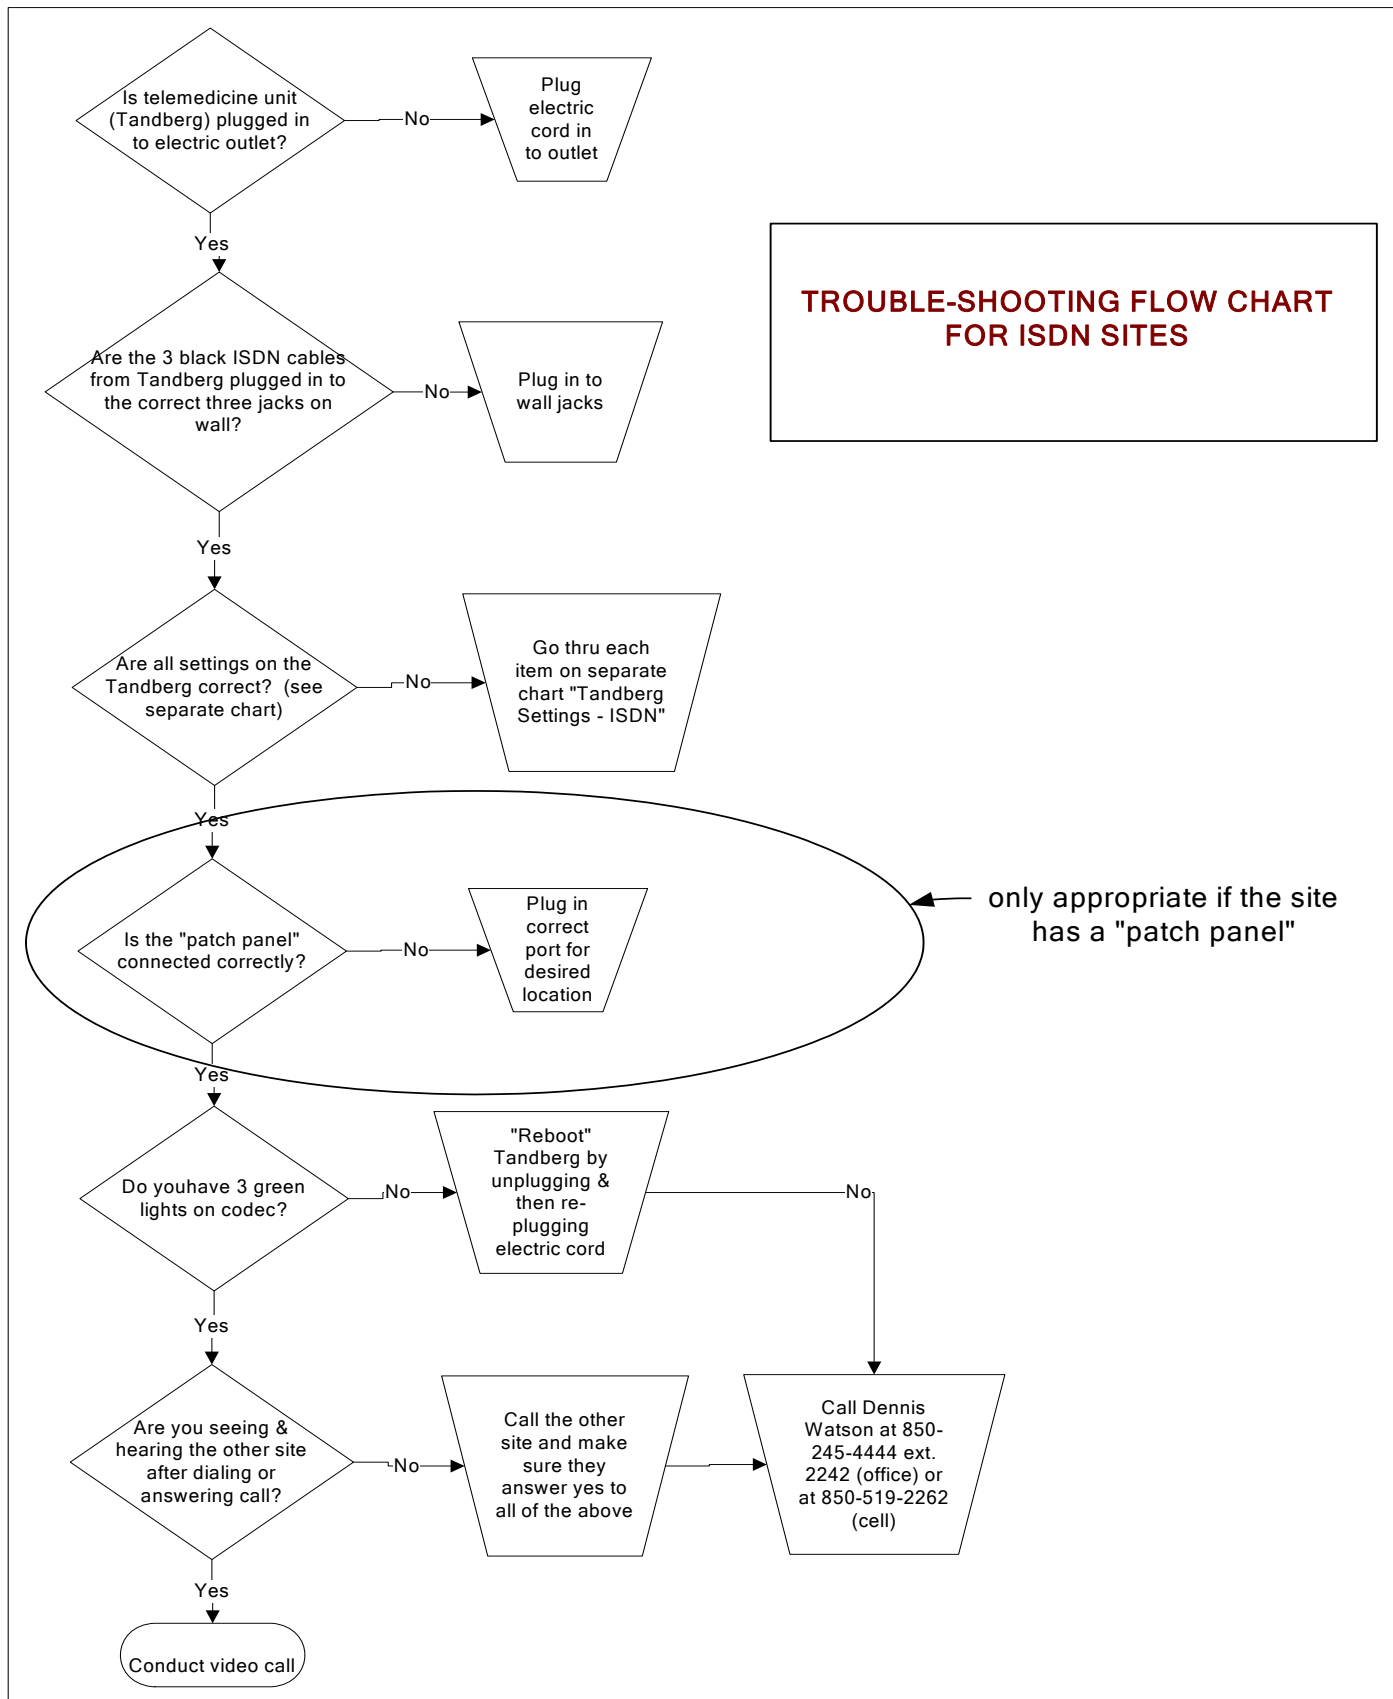 Is telemedicine unit
(Tandberg) plugged in
to electric outlet?
No
Plug
electric
cord in
to outlet
Yes
TROUBLE-SHOOTING FLOW CHART
FOR ISDN SITES
Are the 3 black ISDN cables
from Tandberg plugged in to
the correct three jacks on
wall?
No
Plug in to
wall jacks
Yes
Are all settings on the
Tandberg correct? (see
separate chart)
No
Go thru each
item on separate
chart "Tandberg
Settings - ISDN"
Yes
Is the "patch panel"
connected correctly?
No
Plug in
correct
port for
desired
location
only appropriate if the site
has a "patch panel"
Yes
Do youhave 3 green
lights on codec?
No
"Reboot"
Tandberg by
unplugging &
then re-
plugging
electric cord
No
Yes
Are you seeing &
hearing the other site
after dialing or
answering call?
No
Call the other
site and make
sure they
answer yes to
all of the above
Call Dennis
Watson at 850-
245-4444 ext.
2242 (office) or
at 850-519-2262
(cell)
Yes
Conduct video call